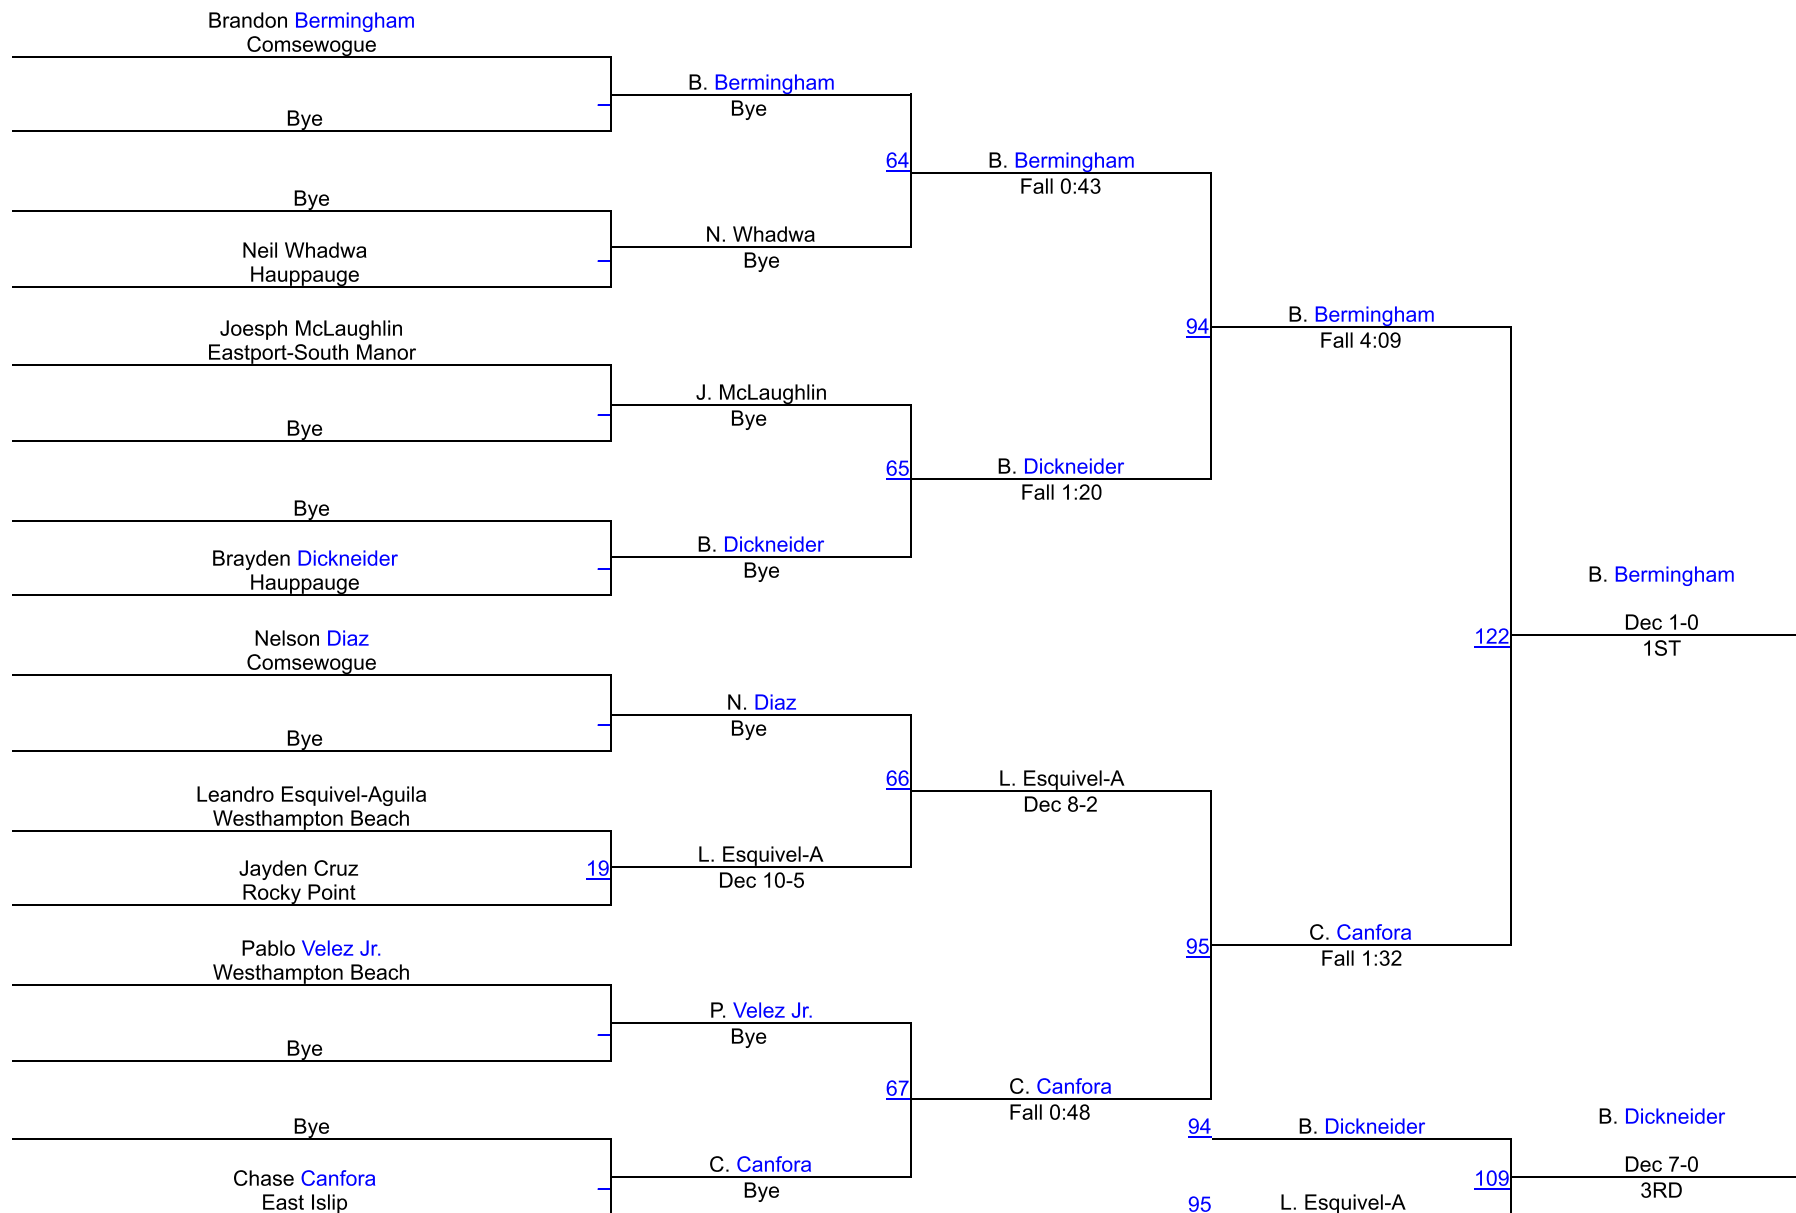 Brandon Bermingham
Comsewogue
Bye
Bye
Neil Whadwa
Hauppauge
Joesph McLaughlin
Eastport-South Manor
Bye
Bye
Brayden Dickneider
Hauppauge
Nelson Diaz
Comsewogue
Bye
Leandro Esquivel-Aguila
Westhampton Beach
Jayden Cruz
Rocky Point
19
Pablo Velez Jr.
Westhampton Beach
Bye
Bye
Chase Canfora
East Islip
B. Bermingham
Bye
64
N. Whadwa
Bye
J. McLaughlin
Bye
65
B. Dickneider
Bye
N. Diaz
Bye
66
L. Esquivel-A
Dec 10-5
P. Velez Jr.
Bye
67
C. Canfora
Bye
B. Bermingham
Fall 0:43
94
B. Dickneider
Fall 1:20
L. Esquivel-A
Dec 8-2
95
C. Canfora
Fall 0:48
B. Bermingham
Fall 4:09
122
C. Canfora
Fall 1:32
B. Bermingham
Dec 1-0
1ST
94
B. Dickneider
109
95
L. Esquivel-A
B. Dickneider
Dec 7-0
3RD